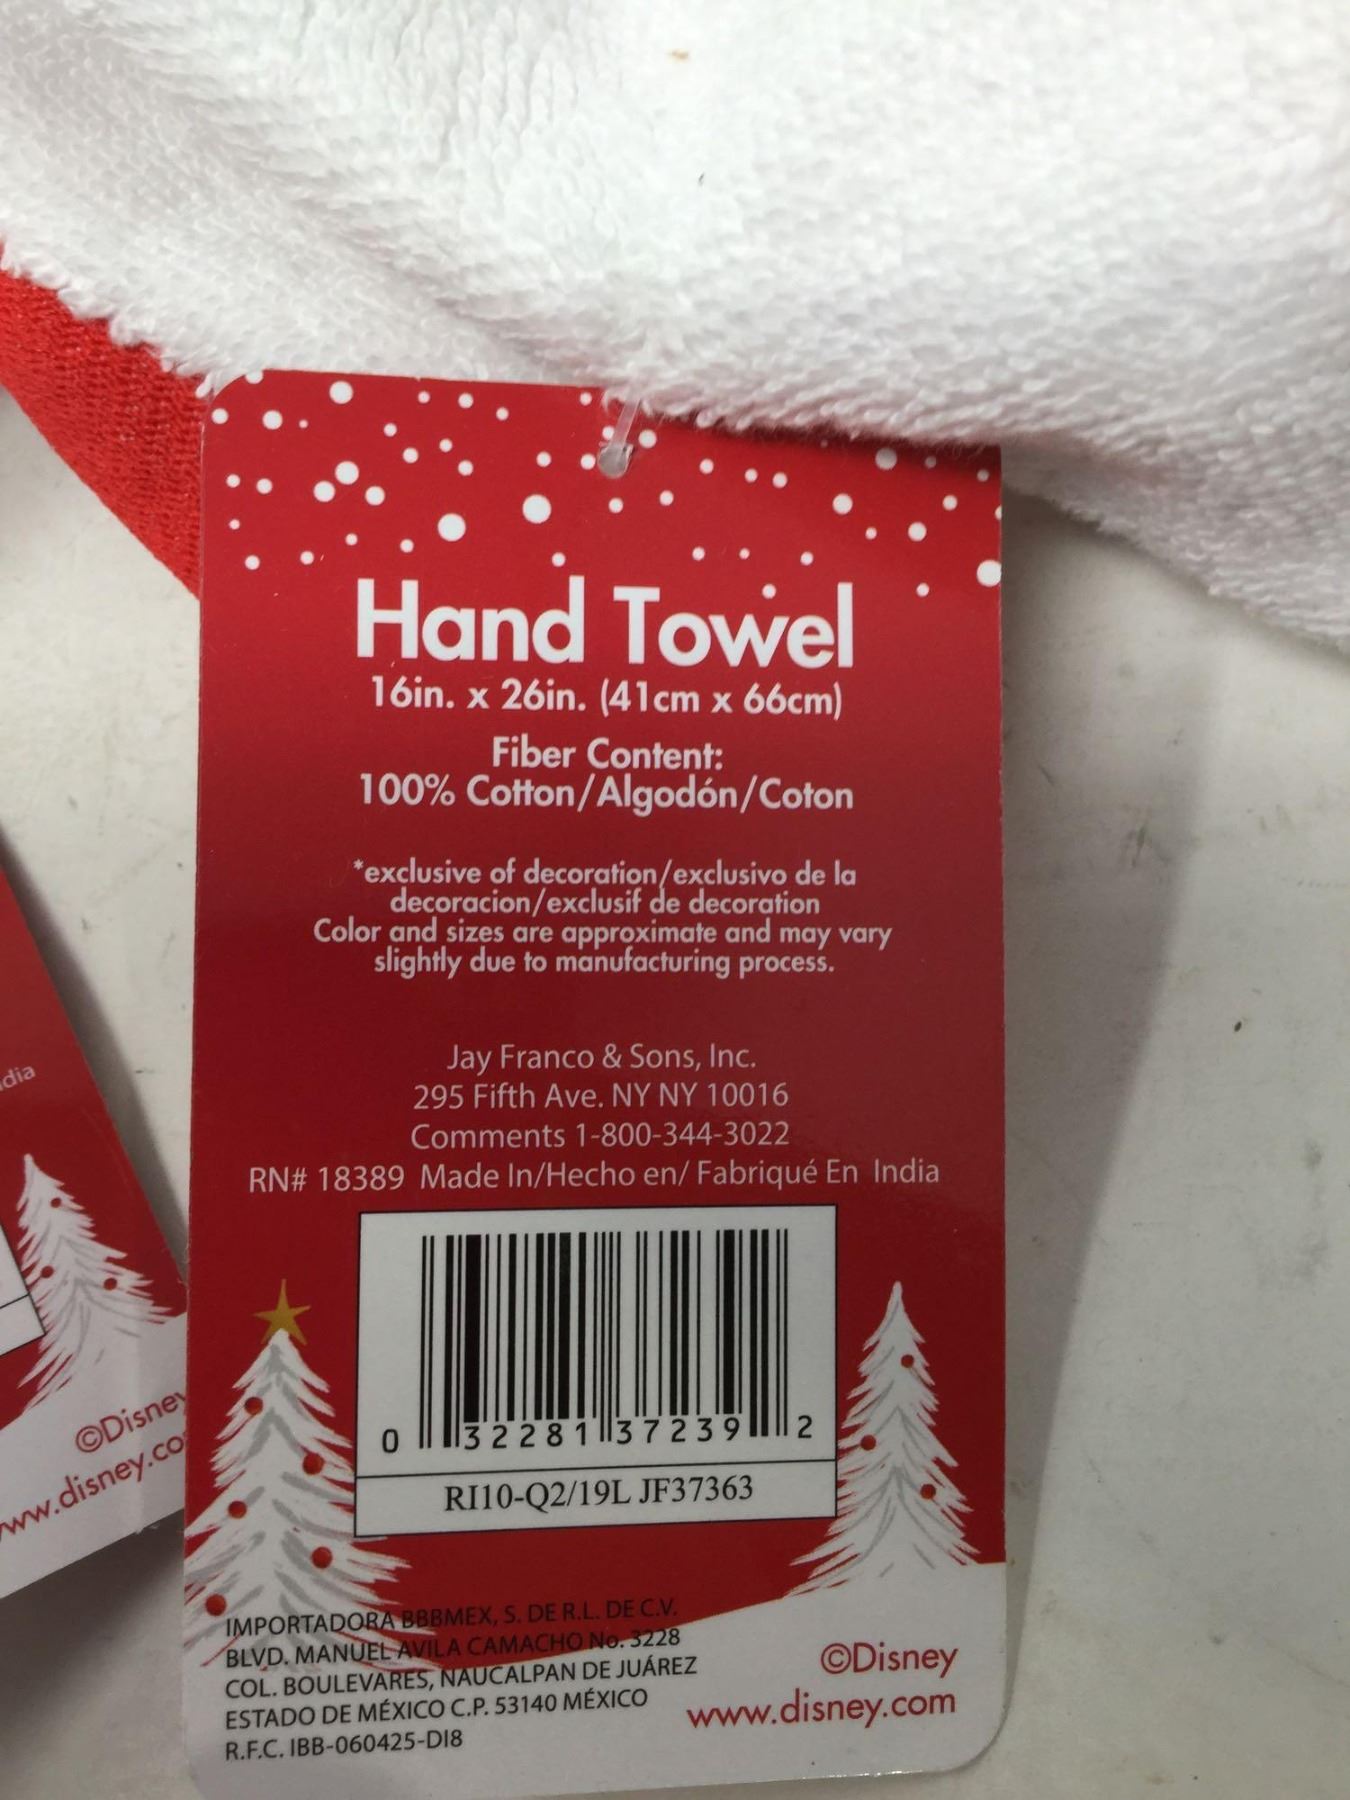 Hand Towel
16in. x 26in. (41cm x 66cm)
Fiber Content:
100% Cotton/Algodón/Coton
*exclusive of decoration/exclusivo de la
decoracion/exclusif de decoration
Color and sizes are approximate and may vary
slightly due to manufacturing process.
Jay Franco & Sons, Inc.
295 Fifth Ave. NY NY 10016
Comments 1-800-344-3022
RN# 18389 Made In/Hecho en/ Fabriqué En India
0 32281 37239 2
RI10-Q2/19L JF37363
IMPORTADORA BBBMEX, S. DE R.L. DE C.V.
BLVD. MANUEL AVILA CAMACHO No. 3228
COL. BOULEVARES, NAUCALPAN DE JUÁREZ
ESTADO DE MÉXICO C.P. 53140 MÉXICO
R.F.C. IBB-060425-DI8
©Disney
www.disney.com
dia
©Disney
ww.disney.co